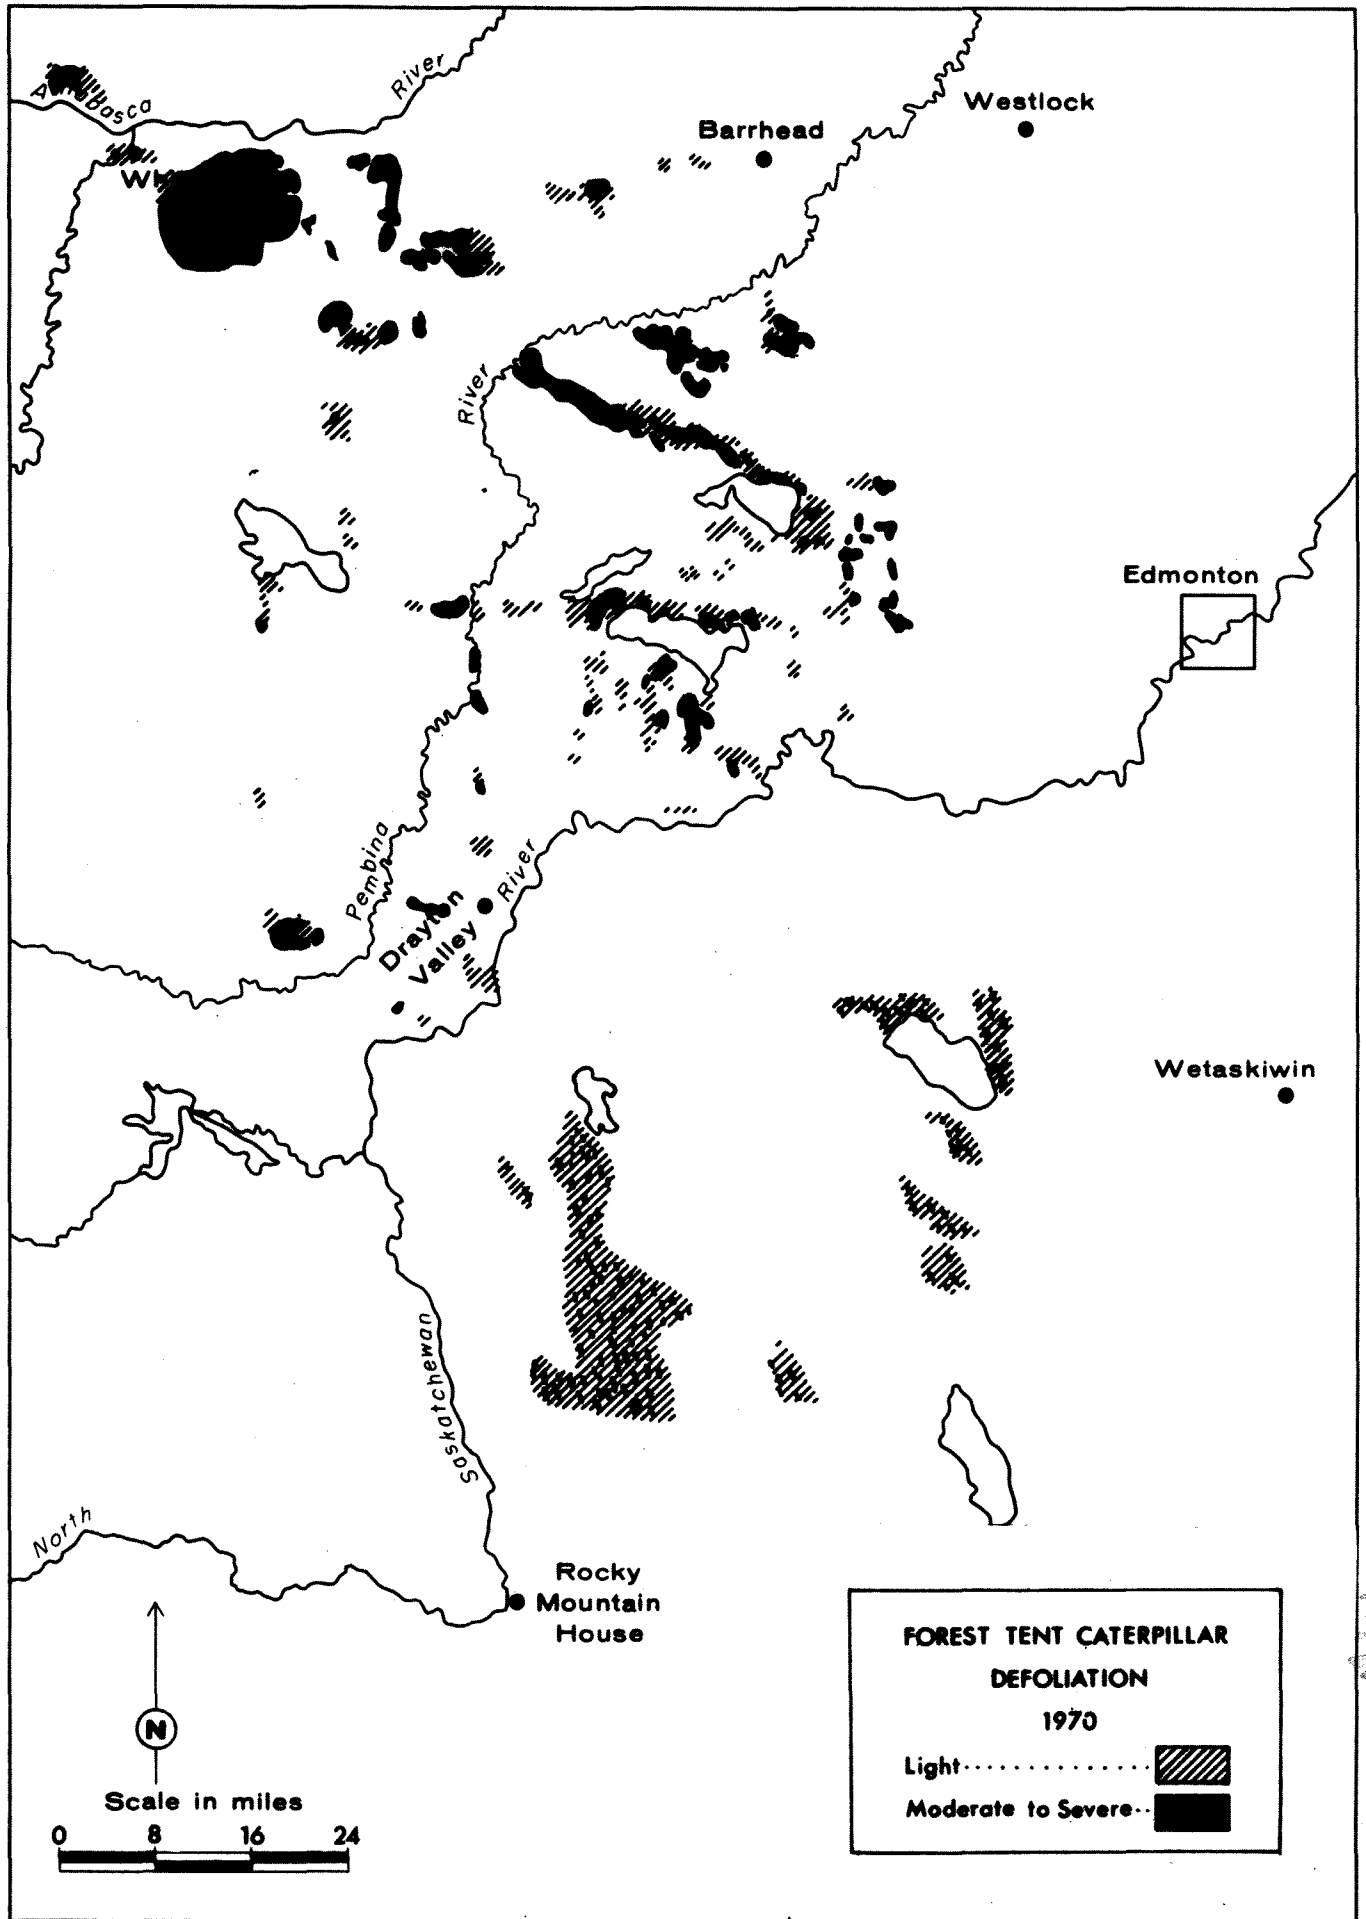 River
Athabasca
Westlock
Barrhead
Wh
River
Edmonton
Pembina
River
Drayton
Valley
Wetaskiwin
Saskatchewan
North
Rocky
Mountain
House
FOREST TENT CATERPILLAR
DEFOLIATION
1970
Light
Moderate to Severe
N
Scale in miles
0 8 16 24